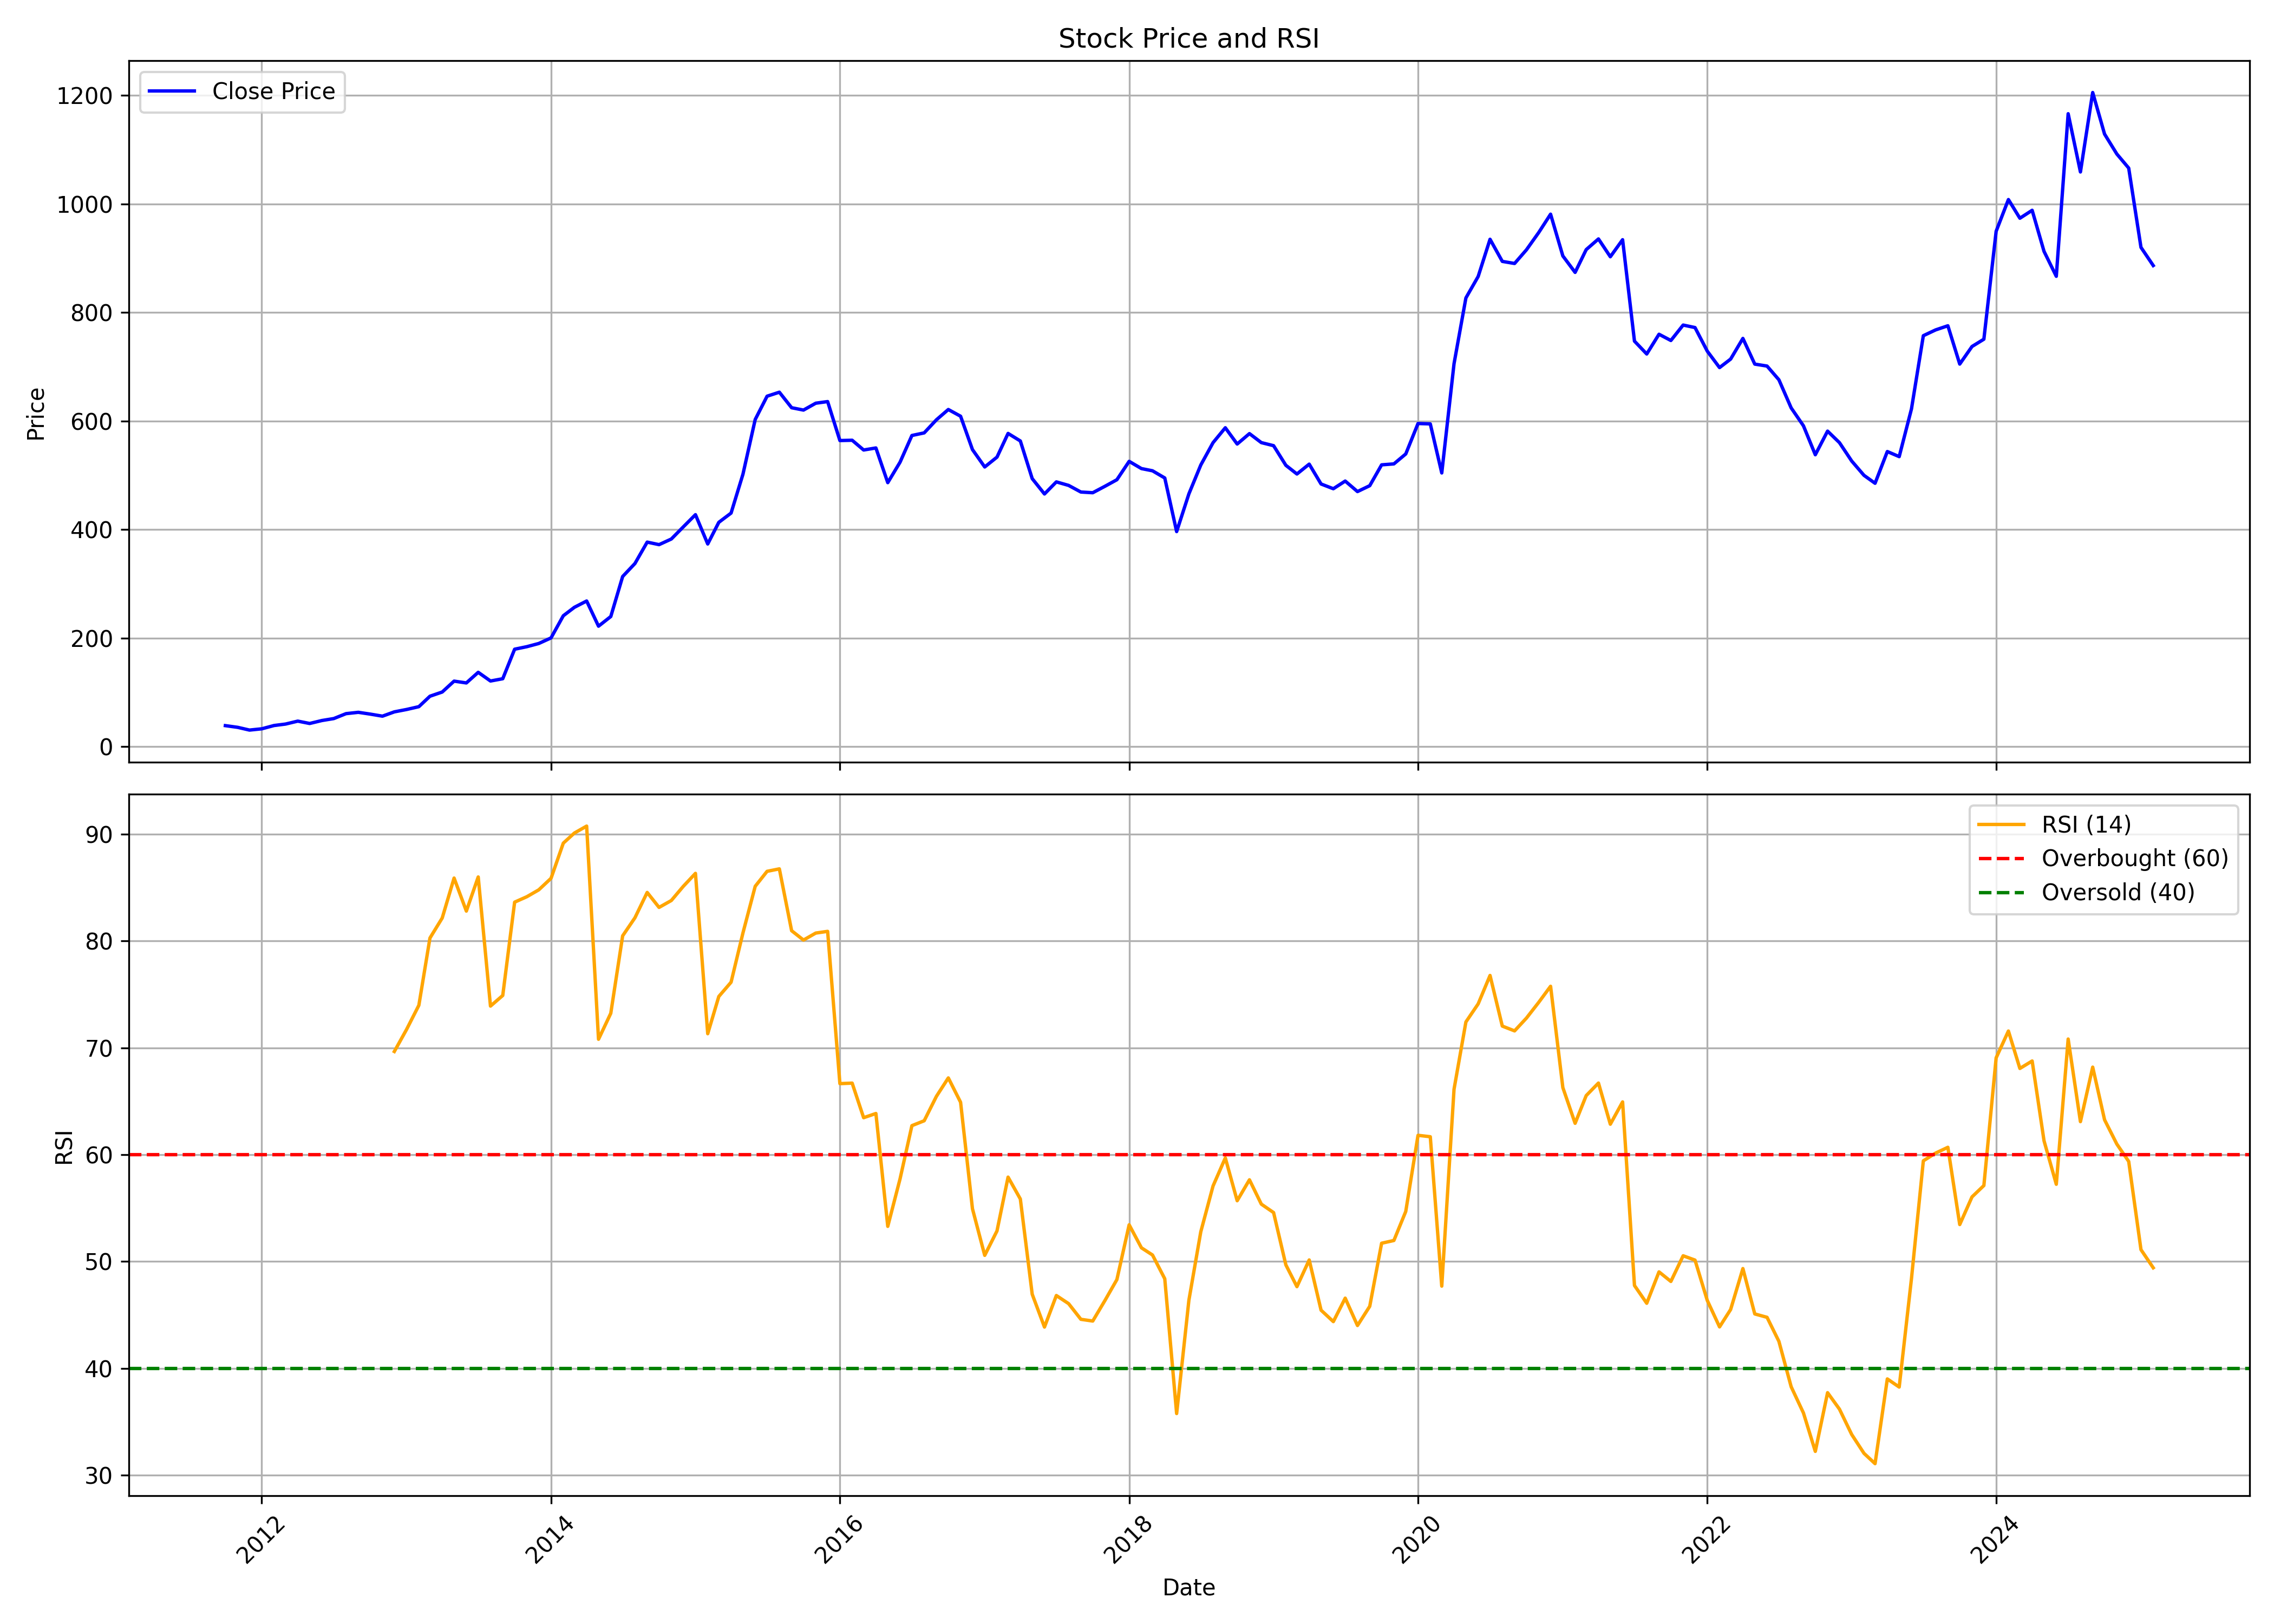 Stock Price and RSI
Close Price
1200
1000
800
600
400
200
0
Price
RSI (14)
Overbought (60)
Oversold (40)
90
80
70
60
50
40
30
RSI
2012
2014
2016
2018
2020
2022
2024
Date